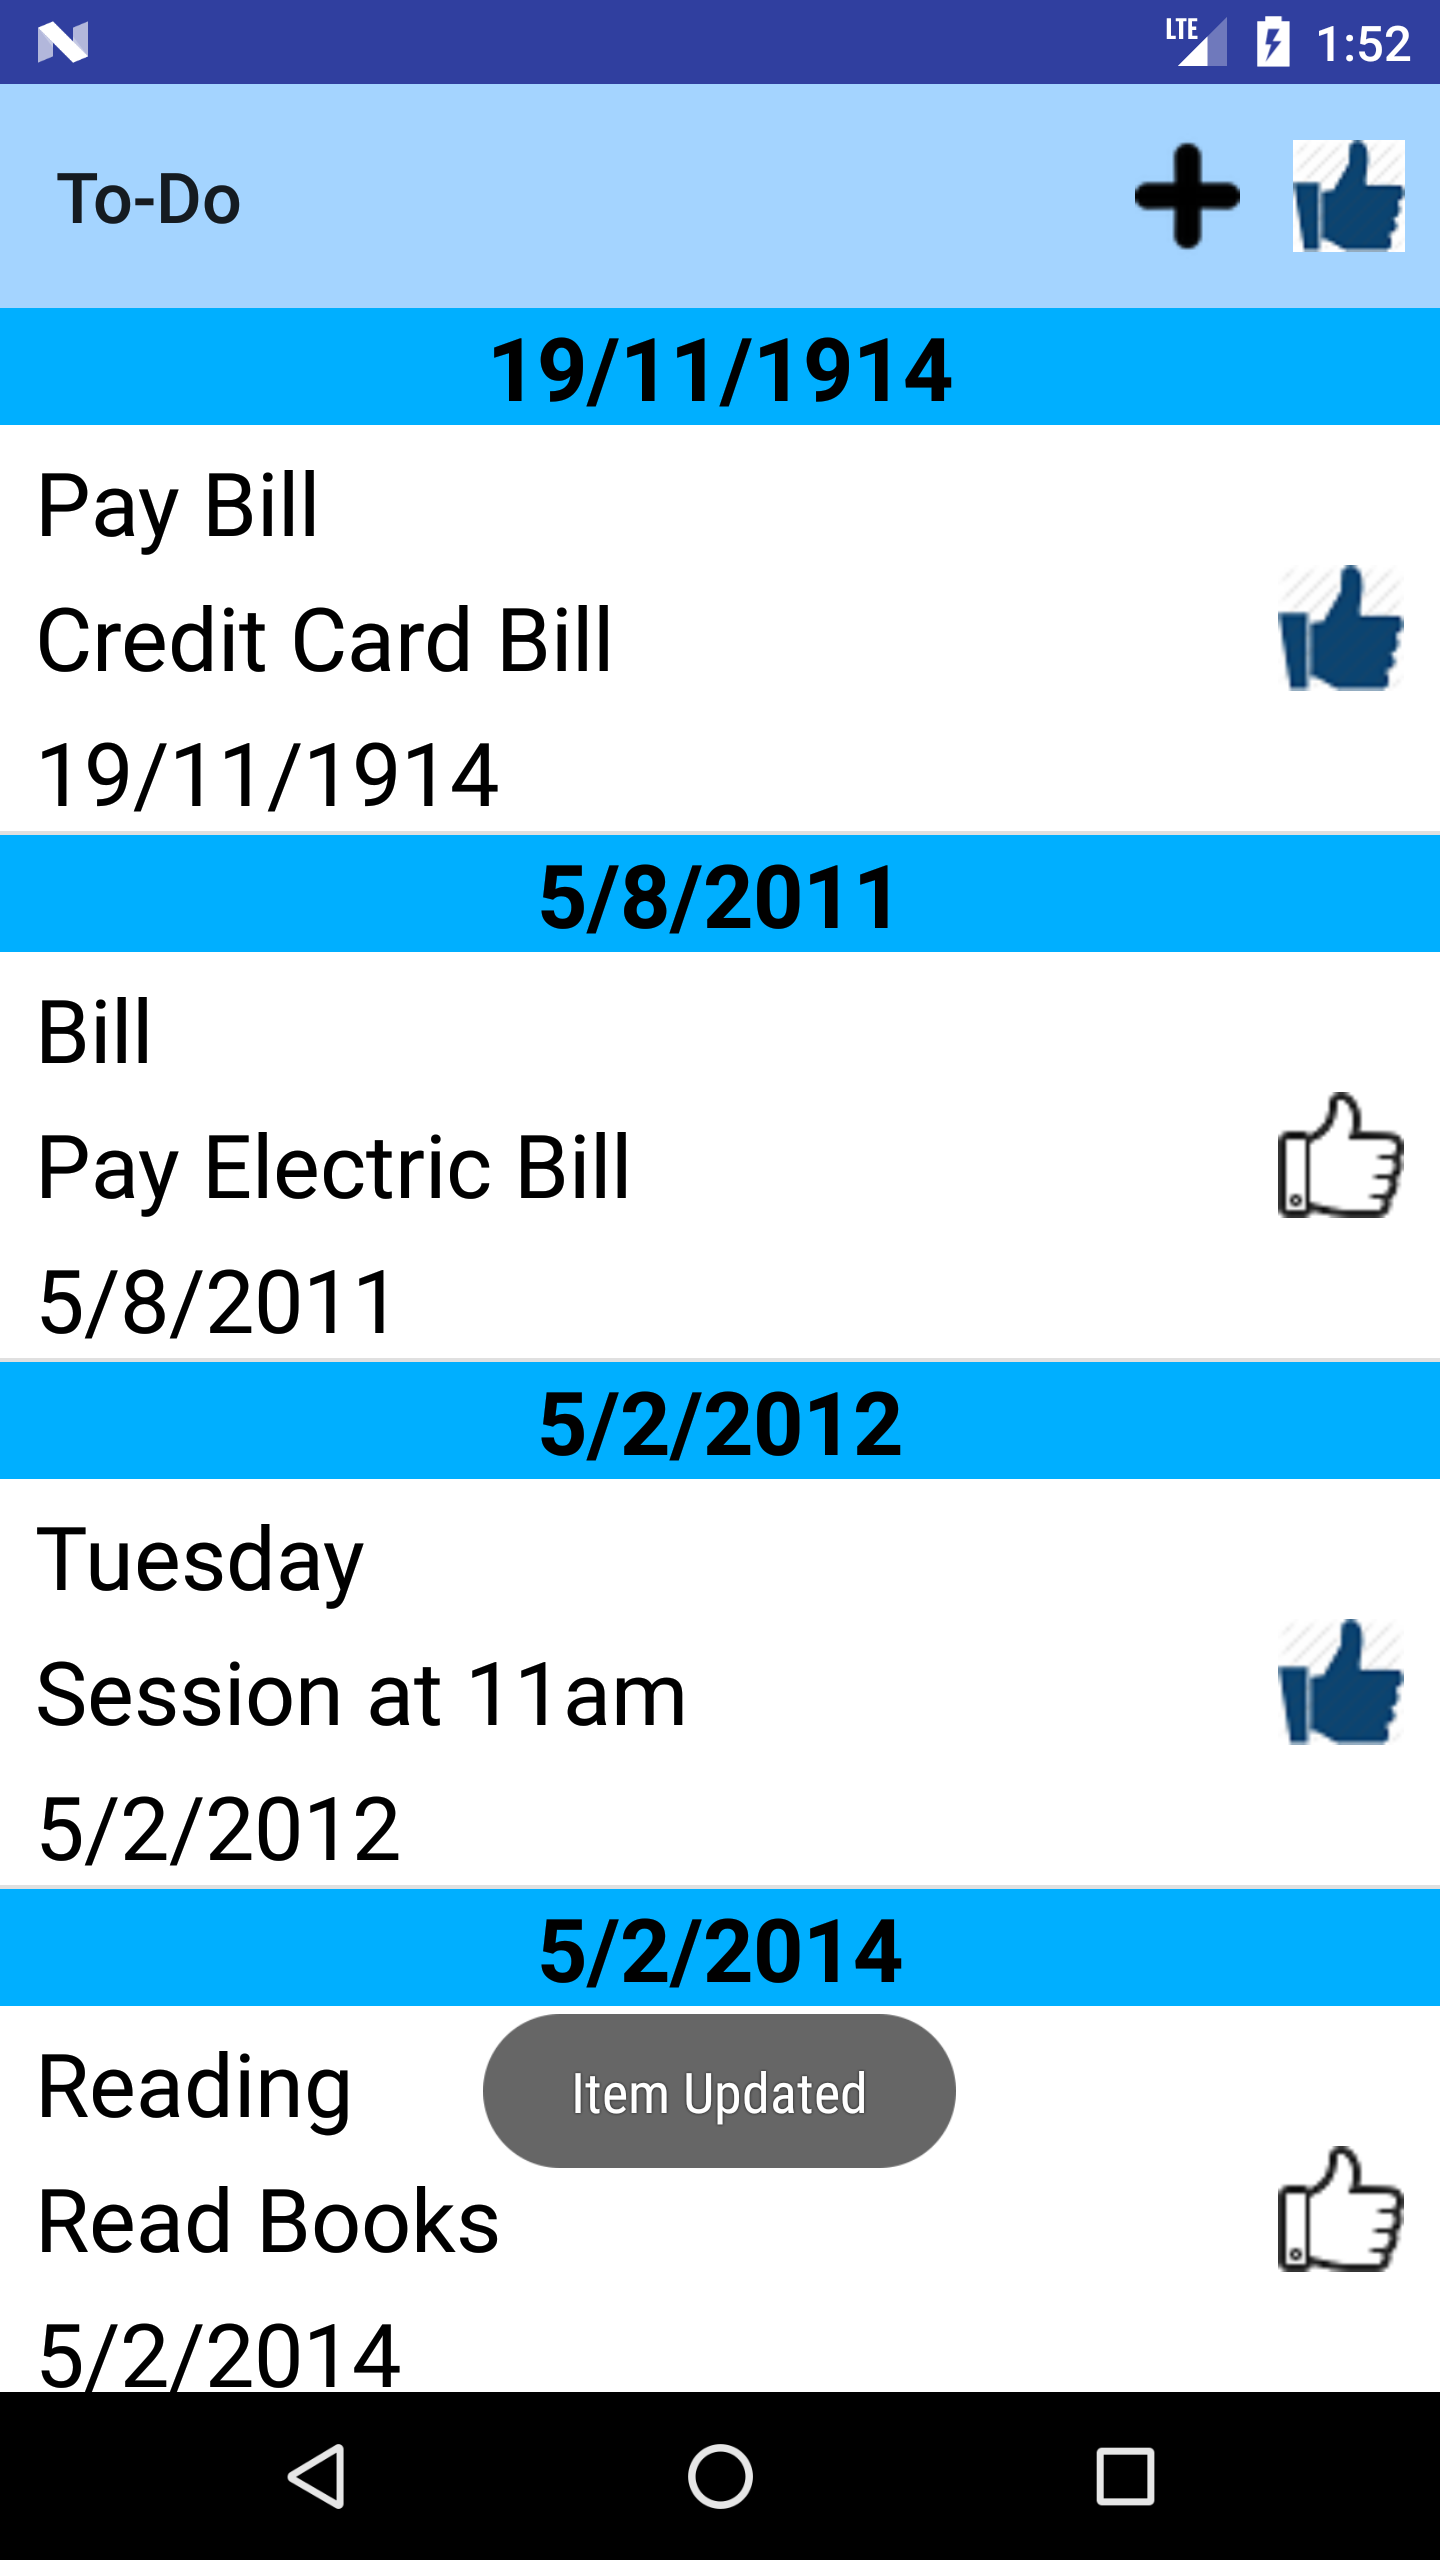 LTE 1:52
To-Do
19/11/1914
Pay Bill
Credit Card Bill
19/11/1914
5/8/2011
Bill
Pay Electric Bill
5/8/2011
5/2/2012
Tuesday
Session at 11am
5/2/2012
5/2/2014
Reading
Item Updated
Read Books
5/2/2014